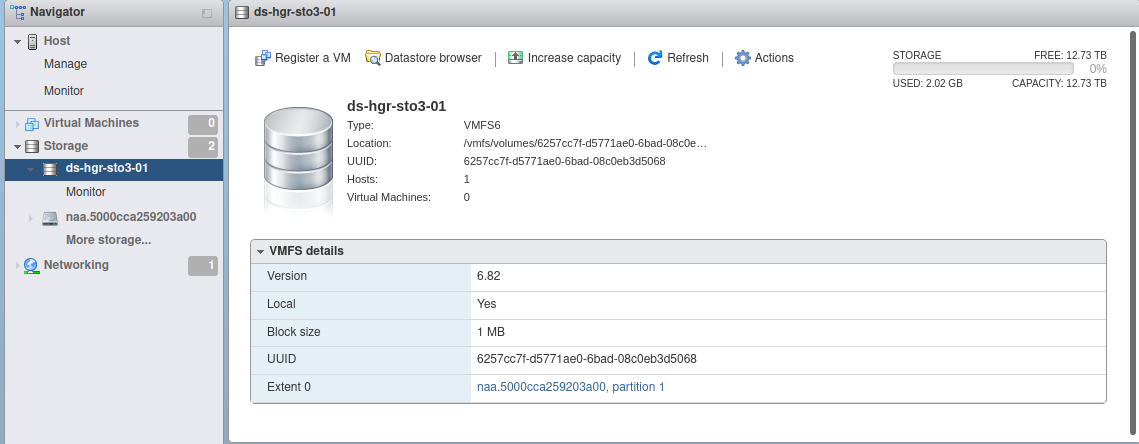 Navigator
Host
Manage
Monitor
Virtual Machines 0
Storage 2
ds-hgr-sto3-01
Monitor
naa.5000cca259203a00
More storage...
Networking 1
ds-hgr-sto3-01
Register a VM Datastore browser Increase capacity Refresh Actions
STORAGE FREE: 12.73 TB
0%
USED: 2.02 GB CAPACITY: 12.73 TB
ds-hgr-sto3-01
Type: VMFS6
Location: /vmfs/volumes/6257cc7f-d5771ae0-6bad-08c0e...
UUID: 6257cc7f-d5771ae0-6bad-08c0eb3d5068
Hosts: 1
Virtual Machines: 0
VMFS details
Version 6.82
Local Yes
Block size 1 MB
UUID 6257cc7f-d5771ae0-6bad-08c0eb3d5068
Extent 0 naa.5000cca259203a00, partition 1